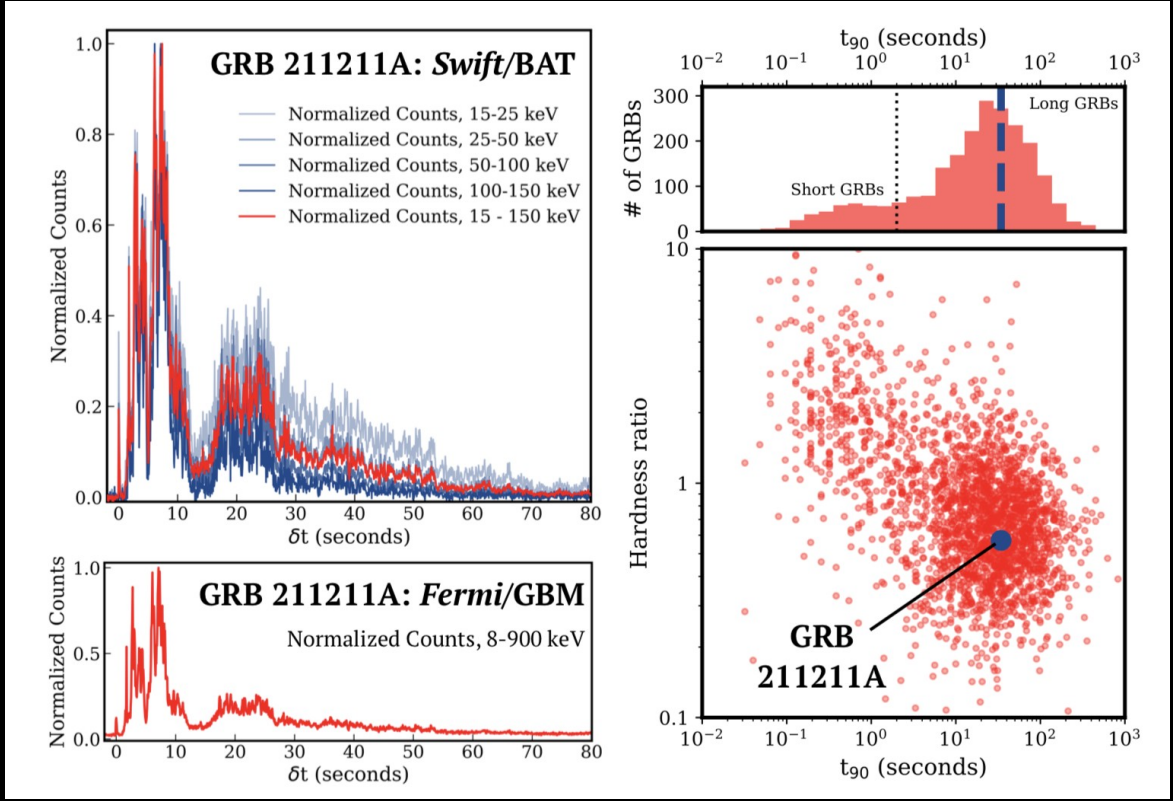 GRB 211211A: Swift/BAT
Normalized Counts, 15-25 keV
Normalized Counts, 25-50 keV
Normalized Counts, 50-100 keV
Normalized Counts, 100-150 keV
Normalized Counts, 15 - 150 keV
Normalized Counts
1.0
0.8
0.6
0.4
0.2
0.0
0 10 20 30 40 50 60 70 80
δt (seconds)
GRB 211211A: Fermi/GBM
Normalized Counts, 8-900 keV
Normalized Counts
1.0
0.5
0.0
0 10 20 30 40 50 60 70 80
δt (seconds)
t₉₀ (seconds)
10⁻² 10⁻¹ 10⁰ 10¹ 10² 10³
# of GRBs
300
200
100
0
Long GRBs
Short GRBs
Hardness ratio
10
1
0.1
GRB
211211A
10⁻² 10⁻¹ 10⁰ 10¹ 10² 10³
t₉₀ (seconds)